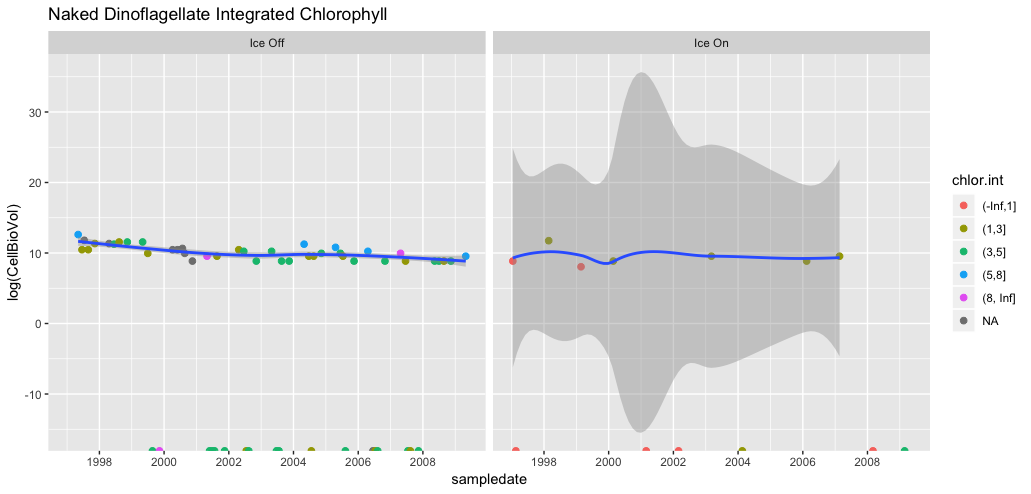 Naked Dinoflagellate Integrated Chlorophyll
Ice Off
Ice On
log(CellBioVol)
30
20
10
0
-10
1998 2000 2002 2004 2006 2008
1998 2000 2002 2004 2006 2008
sampledate
chlor.int
(-Inf,1]
(1,3]
(3,5]
(5,8]
(8, Inf]
NA